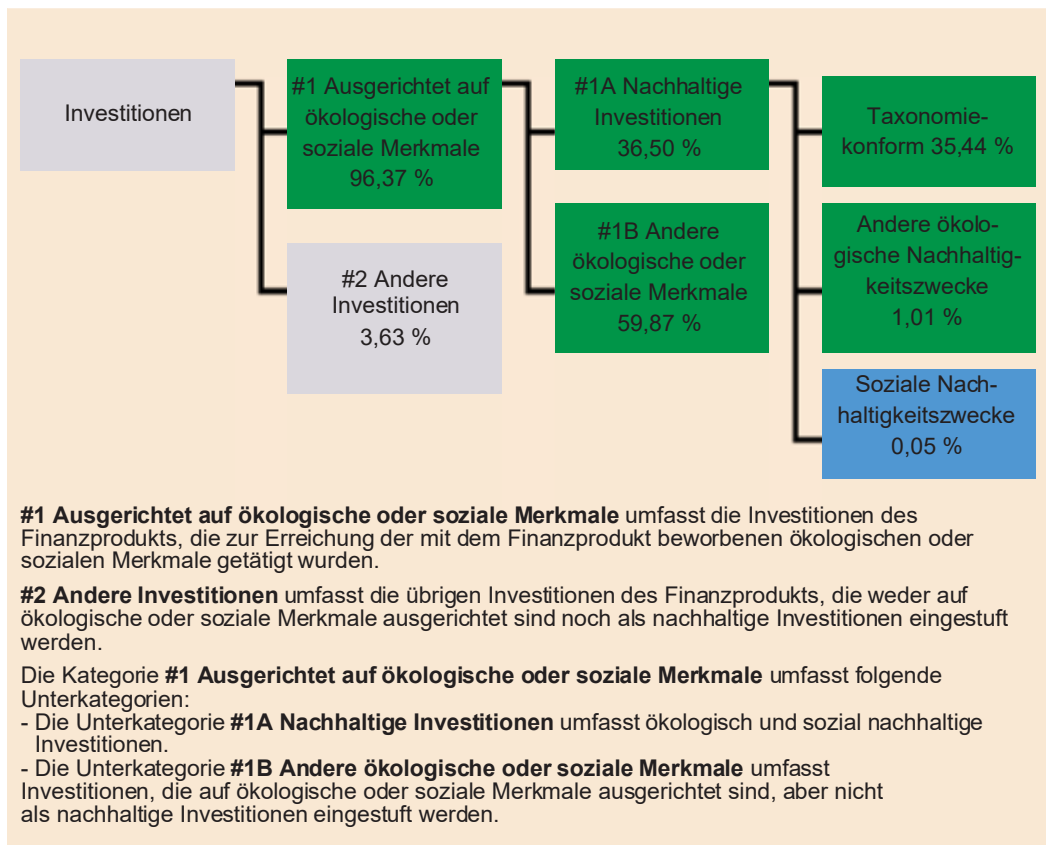 Investitionen
#1 Ausgerichtet auf
ökologische oder
soziale Merkmale
96,37 %
#2 Andere
Investitionen
3,63 %
#1A Nachhaltige
Investitionen
36,50 %
#1B Andere
ökologische oder
soziale Merkmale
59,87 %
Taxonomie-
konform 35,44 %
Andere ökolo-
gische Nachhaltig-
keitszwecke
1,01 %
Soziale Nach-
haltigkeitszwecke
0,05 %
#1 Ausgerichtet auf ökologische oder soziale Merkmale umfasst die Investitionen des
Finanzprodukts, die zur Erreichung der mit dem Finanzprodukt beworbenen ökologischen oder
sozialen Merkmale getätigt wurden.
#2 Andere Investitionen umfasst die übrigen Investitionen des Finanzprodukts, die weder auf
ökologische oder soziale Merkmale ausgerichtet sind noch als nachhaltige Investitionen eingestuft
werden.
Die Kategorie #1 Ausgerichtet auf ökologische oder soziale Merkmale umfasst folgende
Unterkategorien:
- Die Unterkategorie #1A Nachhaltige Investitionen umfasst ökologisch und sozial nachhaltige
Investitionen.
- Die Unterkategorie #1B Andere ökologische oder soziale Merkmale umfasst
Investitionen, die auf ökologische oder soziale Merkmale ausgerichtet sind, aber nicht
als nachhaltige Investitionen eingestuft werden.